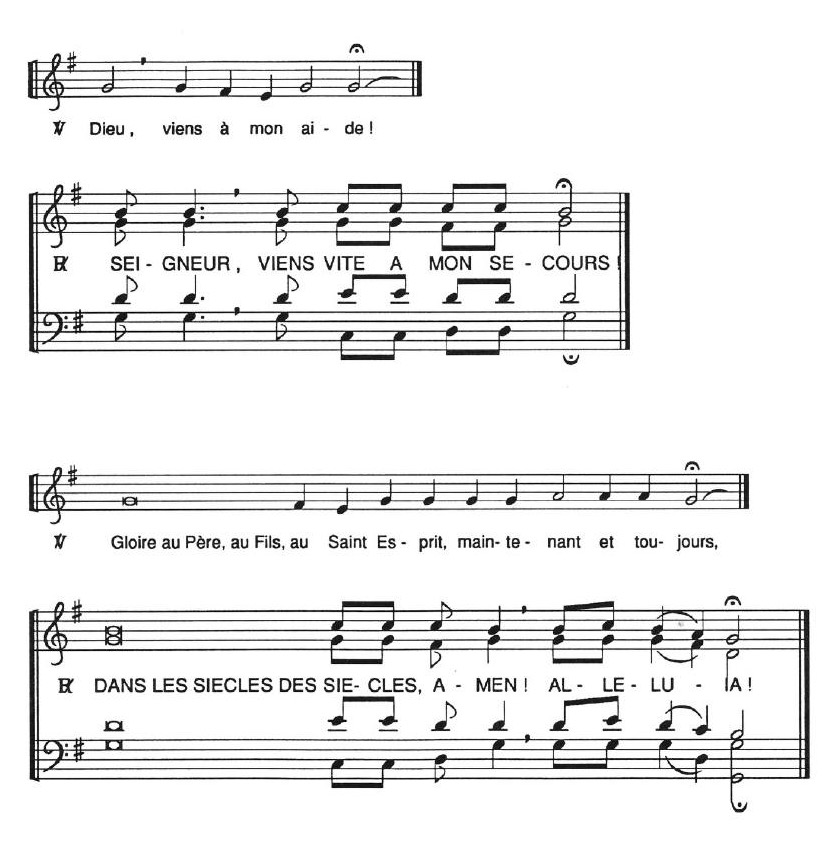 ℣ Dieu, viens à mon ai - de !
℟ SEI - GNEUR, VIENS VITE A MON SE - COURS !
℣ Gloire au Père, au Fils, au Saint Es - prit, main - te - nant et tou - jours,
℟ DANS LES SIECLES DES SIE - CLES, A - MEN ! AL - LE - LU - IA !